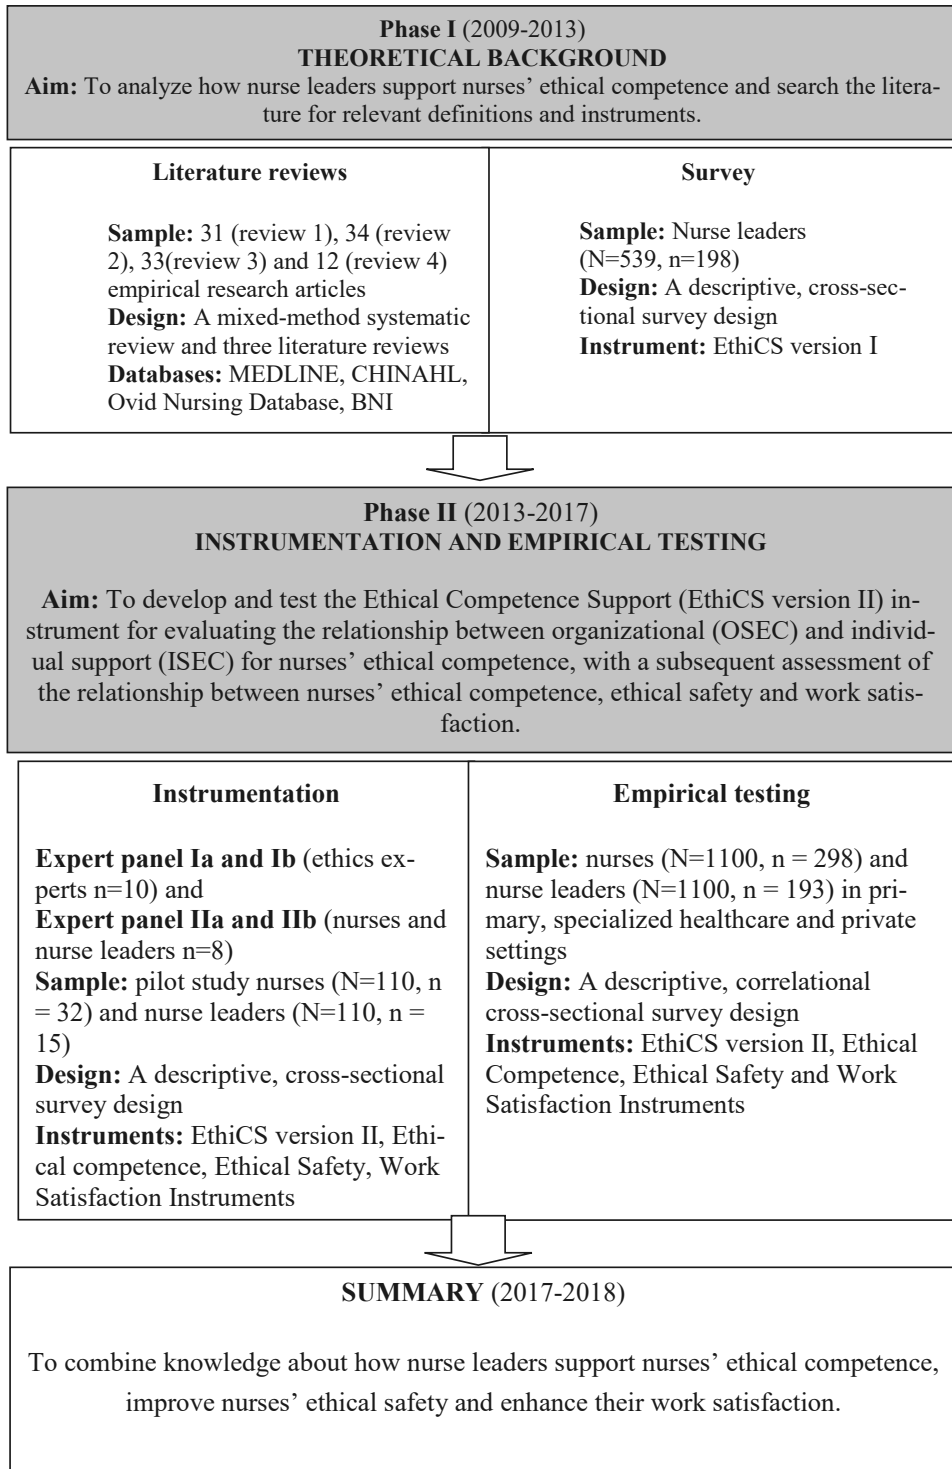 Phase I (2009-2013)
THEORETICAL BACKGROUND
Aim: To analyze how nurse leaders support nurses’ ethical competence and search the litera-
ture for relevant definitions and instruments.
Literature reviews
Sample: 31 (review 1), 34 (review
2), 33(review 3) and 12 (review 4)
empirical research articles
Design: A mixed-method systematic
review and three literature reviews
Databases: MEDLINE, CHINAHL,
Ovid Nursing Database, BNI
Survey
Sample: Nurse leaders
(N=539, n=198)
Design: A descriptive, cross-sec-
tional survey design
Instrument: EthiCS version I
Phase II (2013-2017)
INSTRUMENTATION AND EMPIRICAL TESTING
Aim: To develop and test the Ethical Competence Support (EthiCS version II) in-
strument for evaluating the relationship between organizational (OSEC) and individ-
ual support (ISEC) for nurses’ ethical competence, with a subsequent assessment of
the relationship between nurses’ ethical competence, ethical safety and work satis-
faction.
Instrumentation
Expert panel Ia and Ib (ethics ex-
perts n=10) and
Expert panel IIa and IIb (nurses and
nurse leaders n=8)
Sample: pilot study nurses (N=110, n
= 32) and nurse leaders (N=110, n =
15)
Design: A descriptive, cross-sectional
survey design
Instruments: EthiCS version II, Ethi-
cal competence, Ethical Safety, Work
Satisfaction Instruments
Empirical testing
Sample: nurses (N=1100, n = 298) and
nurse leaders (N=1100, n = 193) in pri-
mary, specialized healthcare and private
settings
Design: A descriptive, correlational
cross-sectional survey design
Instruments: EthiCS version II, Ethical
Competence, Ethical Safety and Work
Satisfaction Instruments
SUMMARY (2017-2018)
To combine knowledge about how nurse leaders support nurses’ ethical competence,
improve nurses’ ethical safety and enhance their work satisfaction.